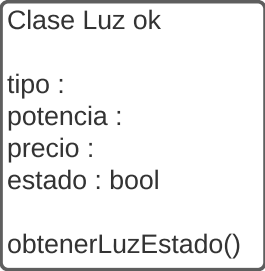 Clase Luz ok
tipo :
potencia :
precio :
estado : bool
obtenerLuzEstado()